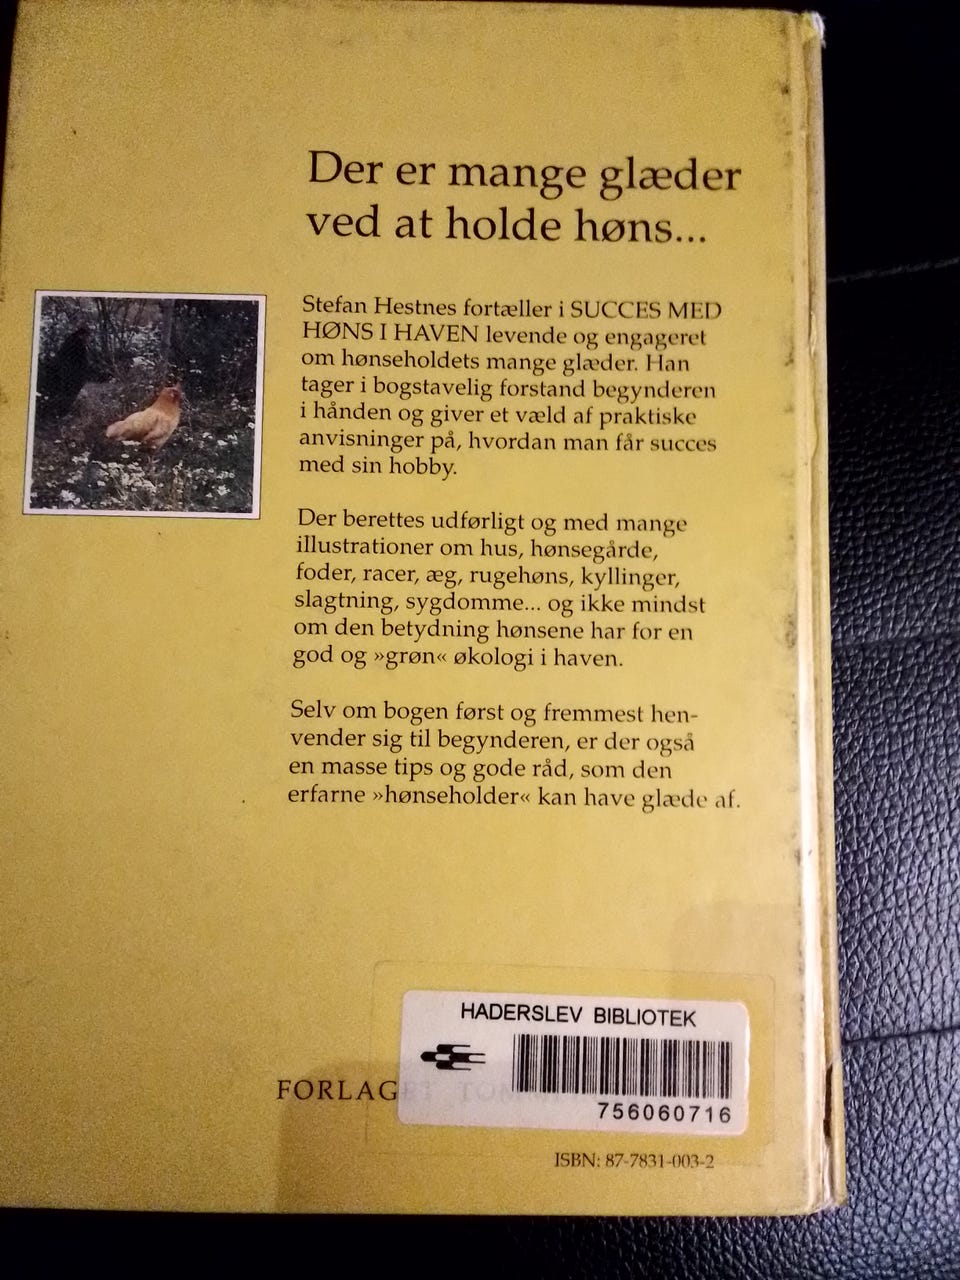 Der er mange glæder
ved at holde høns...
Stefan Hestnes fortæller i SUCCES MED
HØNS I HAVEN levende og engageret
om hønseholdets mange glæder. Han
tager i bogstavelig forstand begynderen
i hånden og giver et væld af praktiske
anvisninger på, hvordan man får succes
med sin hobby.
Der berettes udførligt og med mange
illustrationer om hus, hønsegårde,
foder, racer, æg, rugehøns, kyllinger,
slagtning, sygdomme... og ikke mindst
om den betydning hønsene har for en
god og »grøn« økologi i haven.
Selv om bogen først og fremmest hen-
vender sig til begynderen, er der også
en masse tips og gode råd, som den
erfarne »hønseholder« kan have glæde af.
HADERSLEV BIBLIOTEK
756060716
FORLAGET
ISBN: 87-7831-003-2